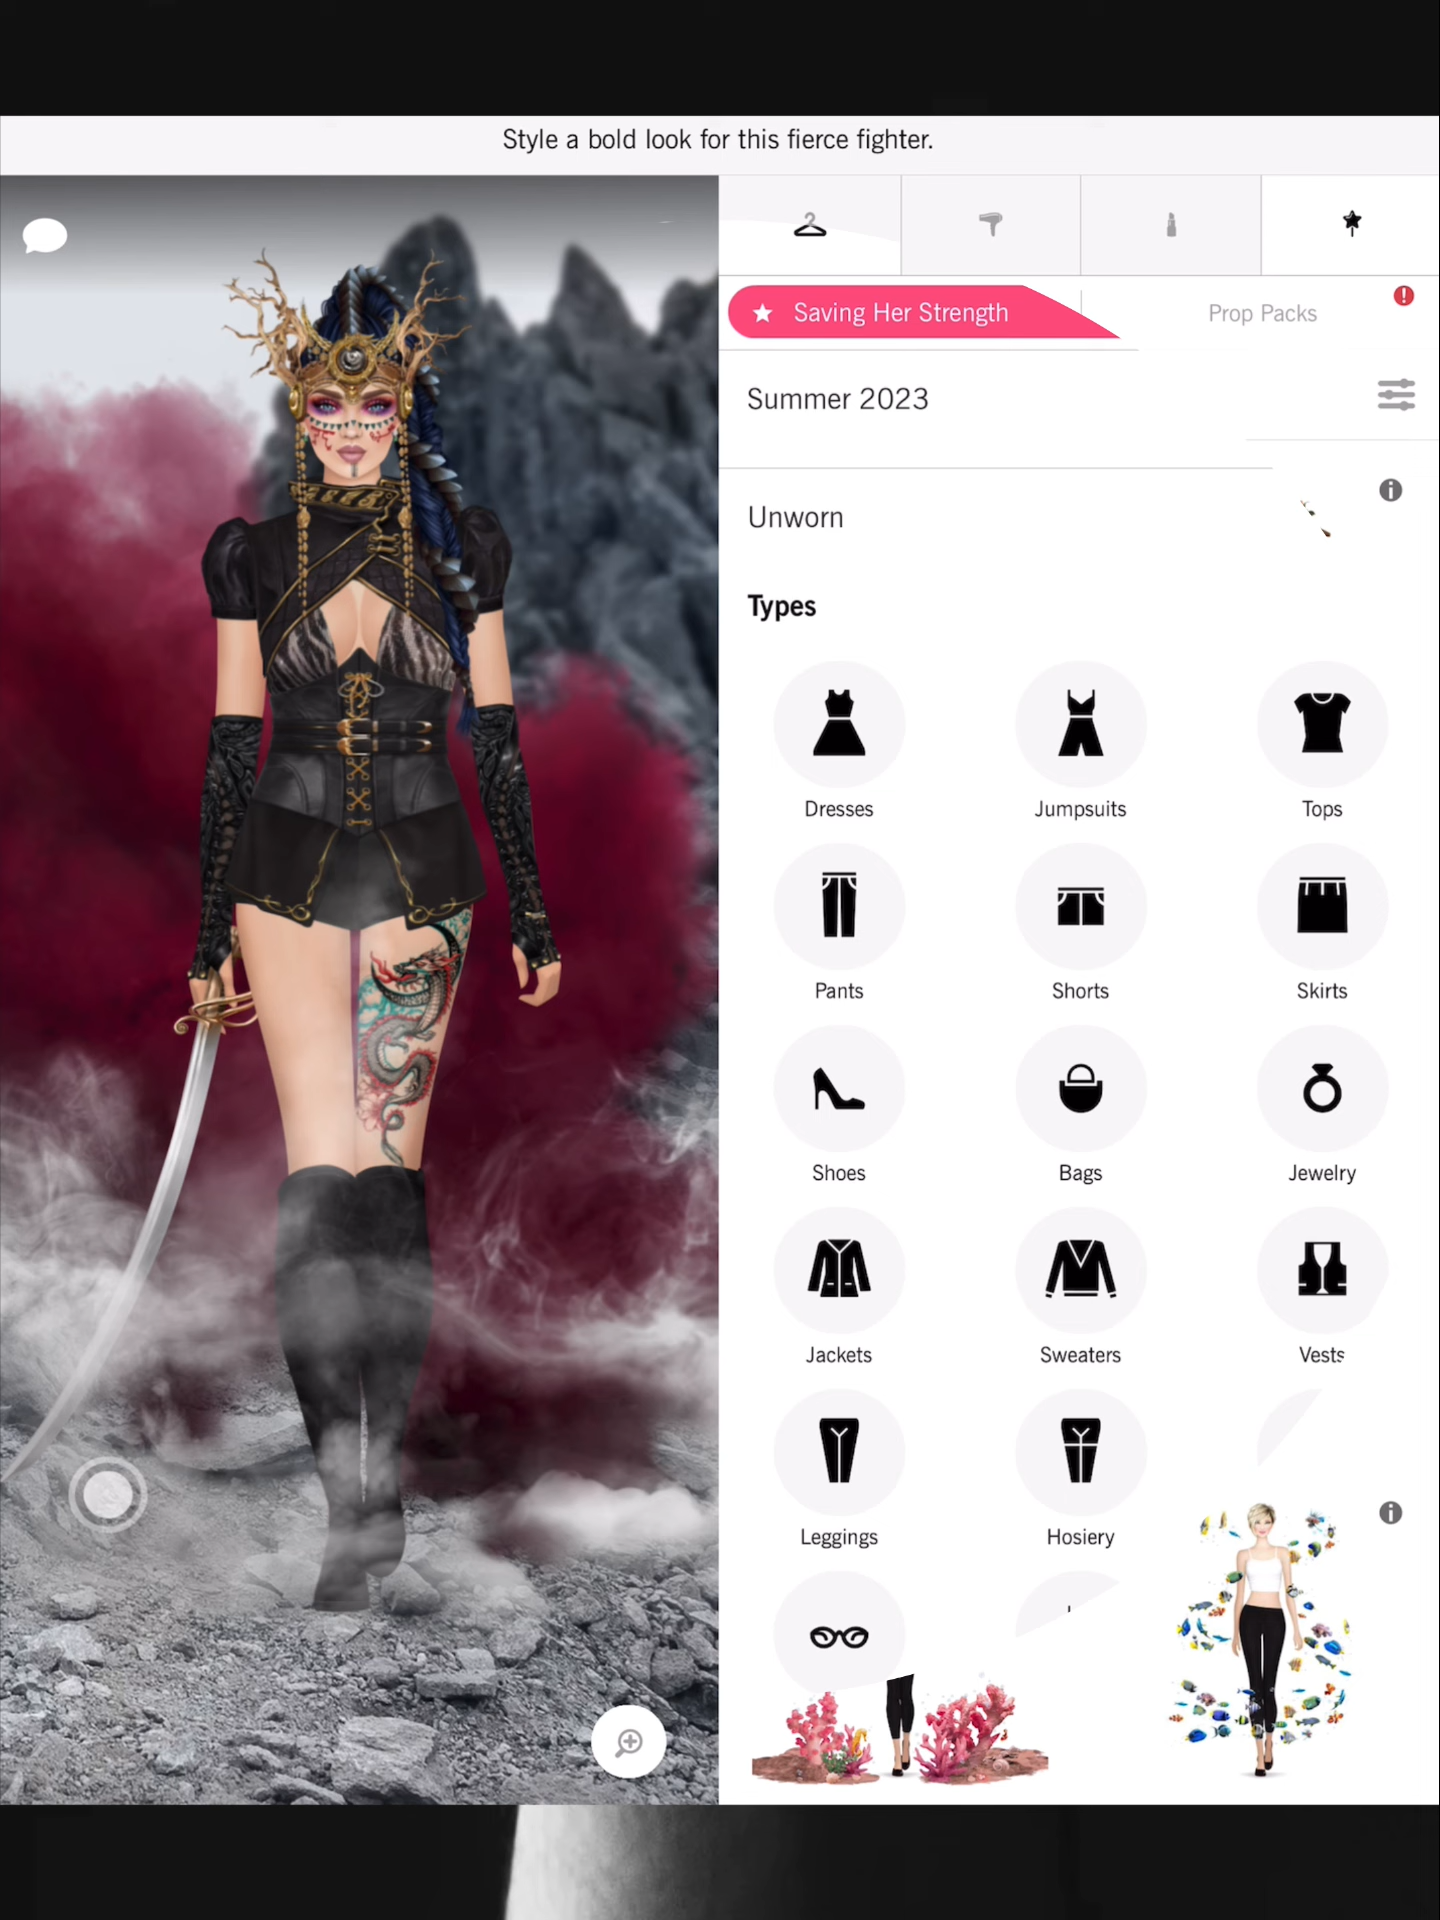 Style a bold look for this fierce fighter.
Saving Her Strength
Prop Packs
Summer 2023
Unworn
Types
Dresses
Jumpsuits
Tops
Pants
Shorts
Skirts
Shoes
Bags
Jewelry
Jackets
Sweaters
Vests
Leggings
Hosiery